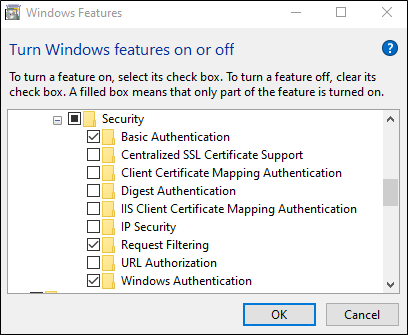 Windows Features
Turn Windows features on or off
?
To turn a feature on, select its check box. To turn a feature off, clear its
check box. A filled box means that only part of the feature is turned on.
Security
Basic Authentication
Centralized SSL Certificate Support
Client Certificate Mapping Authentication
Digest Authentication
IIS Client Certificate Mapping Authentication
IP Security
Request Filtering
URL Authorization
Windows Authentication
OK
Cancel